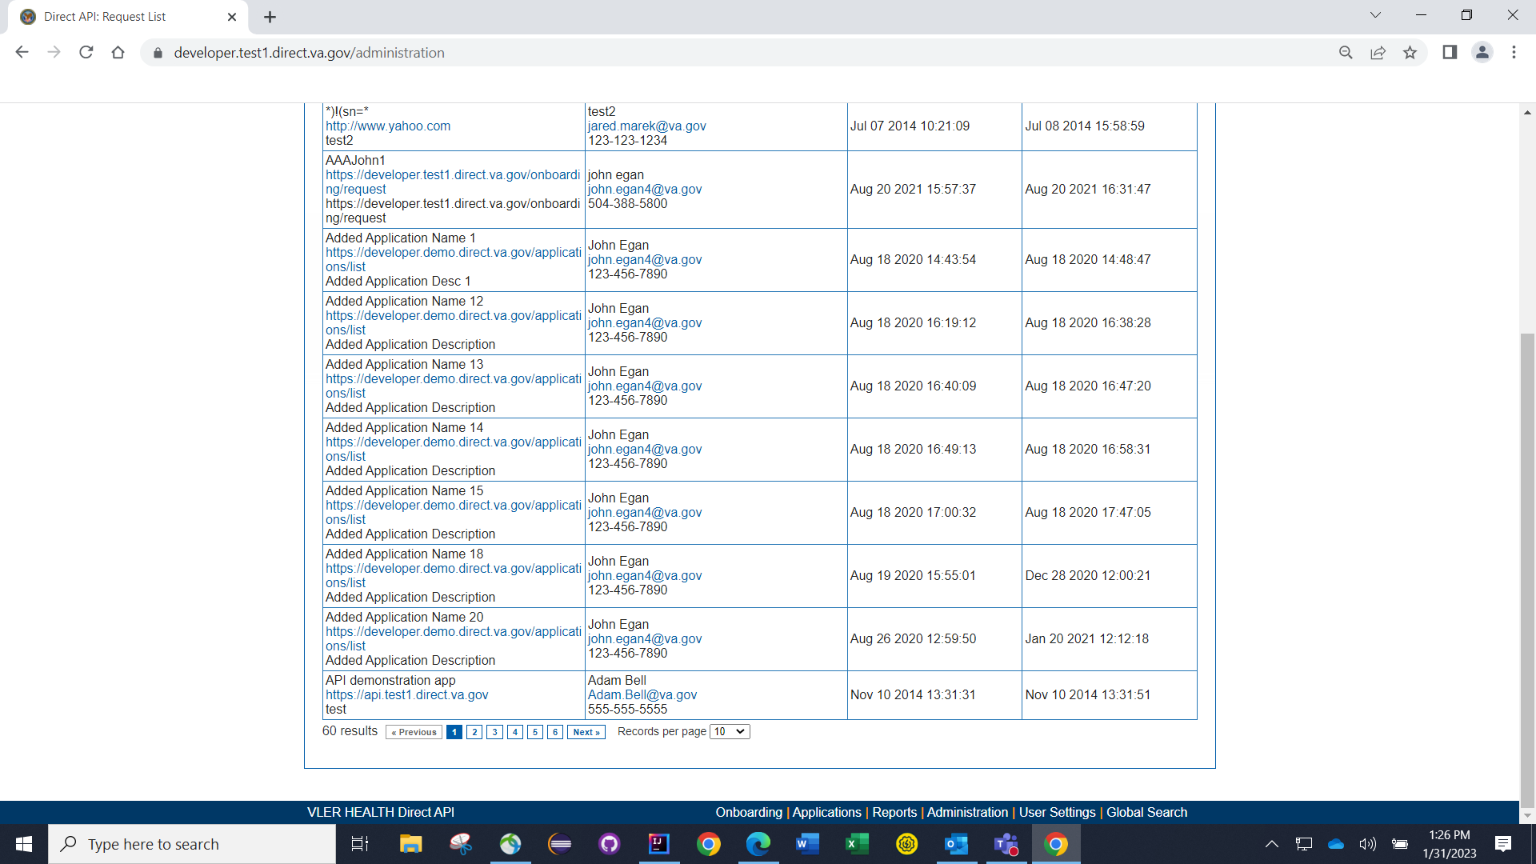 Direct API: Request List
developer.test1.direct.va.gov/administration
*)!(sn=*
http://www.yahoo.com
test2
test2
jared.marek@va.gov
123-123-1234
Jul 07 2014 10:21:09
Jul 08 2014 15:58:59
AAAJohn1
https://developer.test1.direct.va.gov/onboardi
ng/request
https://developer.test1.direct.va.gov/onboardi
ng/request
john egan
john.egan4@va.gov
504-388-5800
Aug 20 2021 15:57:37
Aug 20 2021 16:31:47
Added Application Name 1
https://developer.demo.direct.va.gov/applicati
ons/list
Added Application Desc 1
John Egan
john.egan4@va.gov
123-456-7890
Aug 18 2020 14:43:54
Aug 18 2020 14:48:47
Added Application Name 12
https://developer.demo.direct.va.gov/applicati
ons/list
Added Application Description
John Egan
john.egan4@va.gov
123-456-7890
Aug 18 2020 16:19:12
Aug 18 2020 16:38:28
Added Application Name 13
https://developer.demo.direct.va.gov/applicati
ons/list
Added Application Description
John Egan
john.egan4@va.gov
123-456-7890
Aug 18 2020 16:40:09
Aug 18 2020 16:47:20
Added Application Name 14
https://developer.demo.direct.va.gov/applicati
ons/list
Added Application Description
John Egan
john.egan4@va.gov
123-456-7890
Aug 18 2020 16:49:13
Aug 18 2020 16:58:31
Added Application Name 15
https://developer.demo.direct.va.gov/applicati
ons/list
Added Application Description
John Egan
john.egan4@va.gov
123-456-7890
Aug 18 2020 17:00:32
Aug 18 2020 17:47:05
Added Application Name 18
https://developer.demo.direct.va.gov/applicati
ons/list
Added Application Description
John Egan
john.egan4@va.gov
123-456-7890
Aug 19 2020 15:55:01
Dec 28 2020 12:00:21
Added Application Name 20
https://developer.demo.direct.va.gov/applicati
ons/list
Added Application Description
John Egan
john.egan4@va.gov
123-456-7890
Aug 26 2020 12:59:50
Jan 20 2021 12:12:18
API demonstration app
https://api.test1.direct.va.gov
test
Adam Bell
Adam.Bell@va.gov
555-555-5555
Nov 10 2014 13:31:31
Nov 10 2014 13:31:51
60 results « Previous 1 2 3 4 5 6 Next » Records per page 10
VLER HEALTH Direct API Onboarding | Applications | Reports | Administration | User Settings | Global Search
Type here to search
1:26 PM
1/31/2023